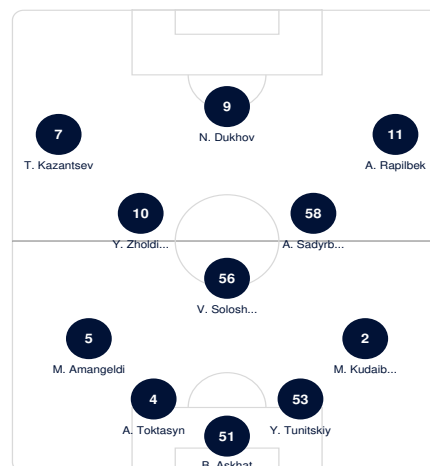 9
N. Dukhov
7
T. Kazantsev
11
A. Rapilbek
10
Y. Zholdi...
58
A. Sadyrb...
56
V. Solosh...
5
M. Amangeldi
2
M. Kudaib...
4
A. Toktasyn
53
Y. Tunitskiy
51
B. Askhat